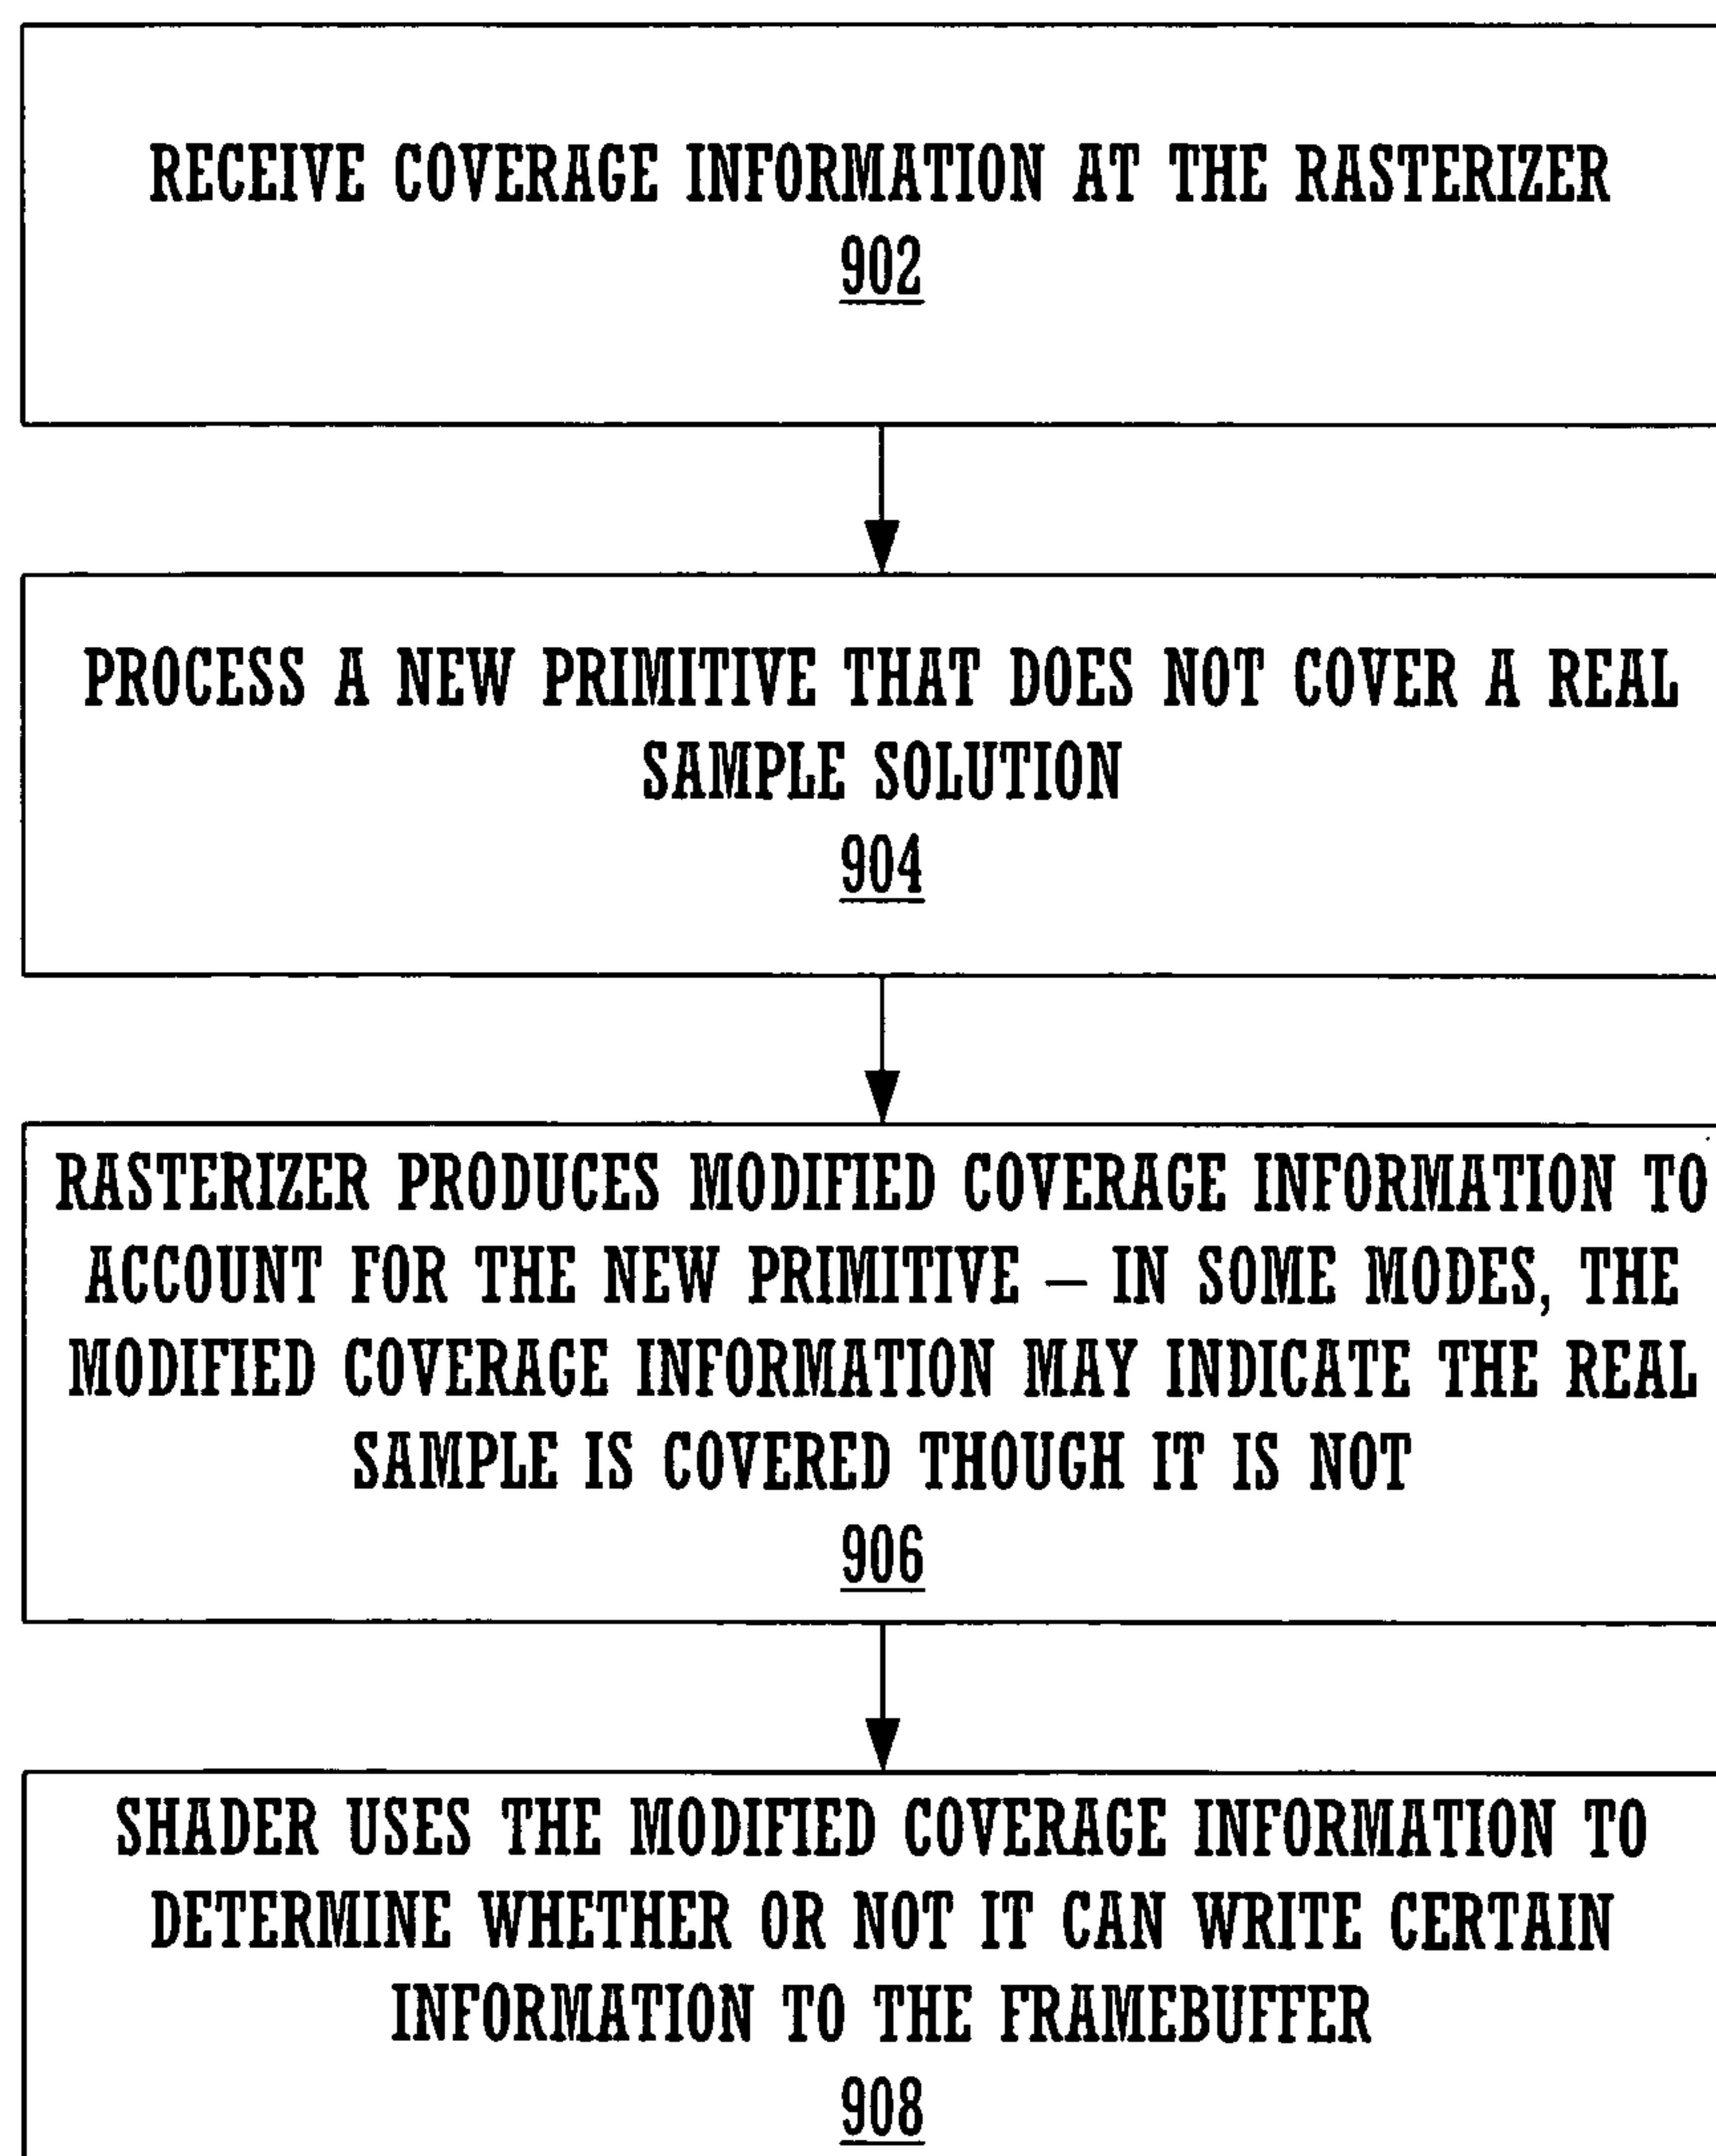 RECEIVE COVERAGE INFORMATION AT THE RASTERIZER
902
PROCESS A NEW PRIMITIVE THAT DOES NOT COVER A REAL
SAMPLE SOLUTION
904
RASTERIZER PRODUCES MODIFIED COVERAGE INFORMATION TO
ACCOUNT FOR THE NEW PRIMITIVE – IN SOME MODES, THE
MODIFIED COVERAGE INFORMATION MAY INDICATE THE REAL
SAMPLE IS COVERED THOUGH IT IS NOT
906
SHADER USES THE MODIFIED COVERAGE INFORMATION TO
DETERMINE WHETHER OR NOT IT CAN WRITE CERTAIN
INFORMATION TO THE FRAMEBUFFER
908